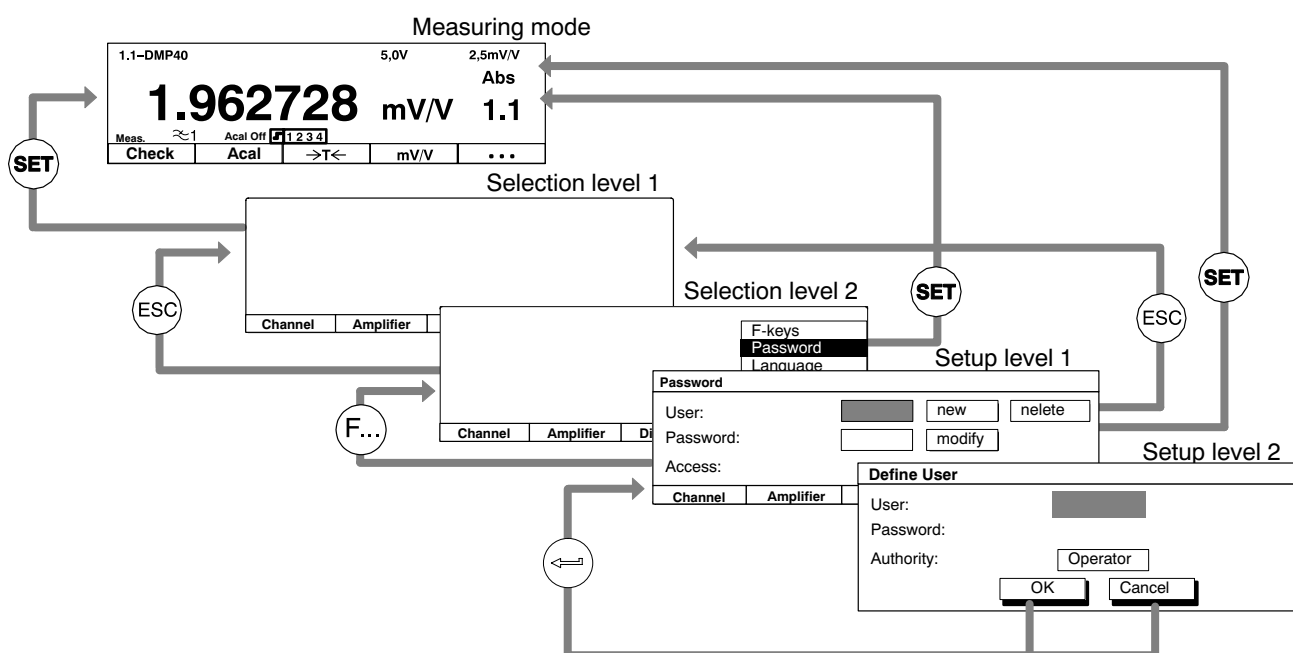 Measuring mode
1.1–DMP40 5,0V 2,5mV/V
Abs
1.962728 mV/V 1.1
Meas. ≂1 Acal Off 1 2 3 4
Check Acal →T← mV/V ...
SET
Selection level 1
ESC
Channel Amplifier
Selection level 2
SET
SET
ESC
F-keys
Password
Language
F...
Channel Amplifier Di
Setup level 1
Password
User: new nelete
Password: modify
Access:
Channel Amplifier
Setup level 2
Define User
User:
Password:
Authority: Operator
OK Cancel